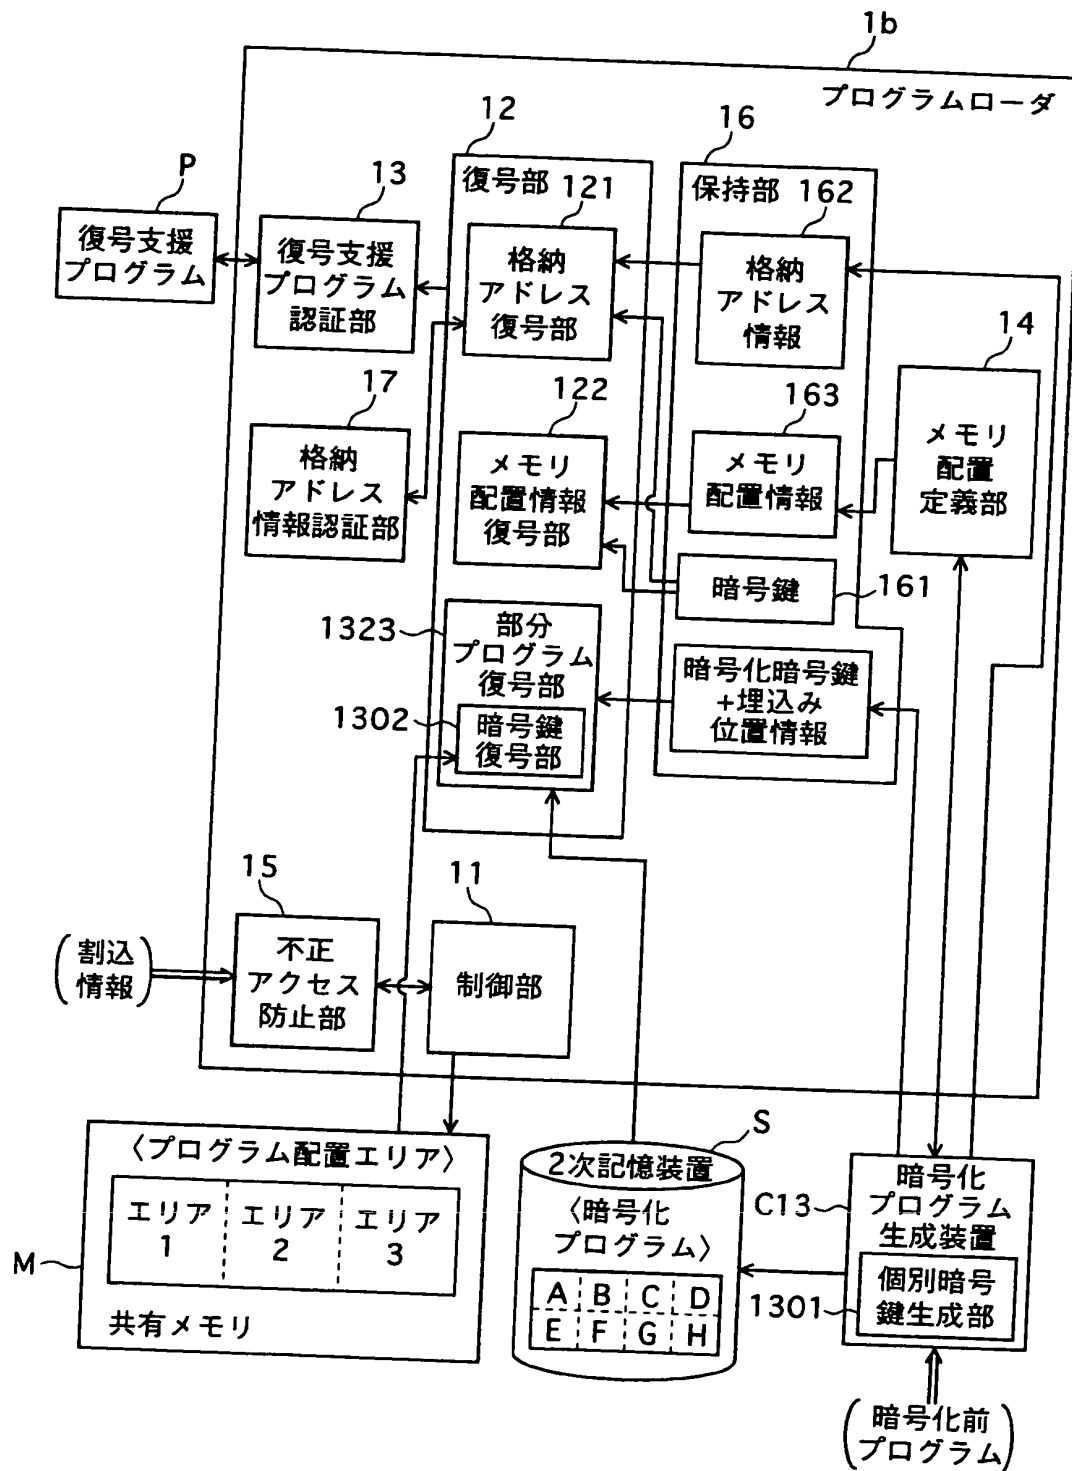 1b
プログラムローダ
12
16
P
13
復号部
121
保持部
162
復号支援
プログラム
復号支援
プログラム
認証部
格納
アドレス
復号部
格納
アドレス
情報
14
17
122
163
格納
アドレス
情報認証部
メモリ
配置情報
復号部
メモリ
配置情報
メモリ
配置
定義部
暗号鍵
161
1323
部分
プログラム
復号部
1302
暗号鍵
復号部
暗号化暗号鍵
+埋込み
位置情報
15
11
(割込
情報)
不正
アクセス
防止部
制御部
〈プログラム配置エリア〉
エリア
1
エリア
2
エリア
3
M
共有メモリ
S
2次記憶装置
〈暗号化
プログラム〉
A B C D
E F G H
C13
暗号化
プログラム
生成装置
1301
個別暗号
鍵生成部
(暗号化前
プログラム)